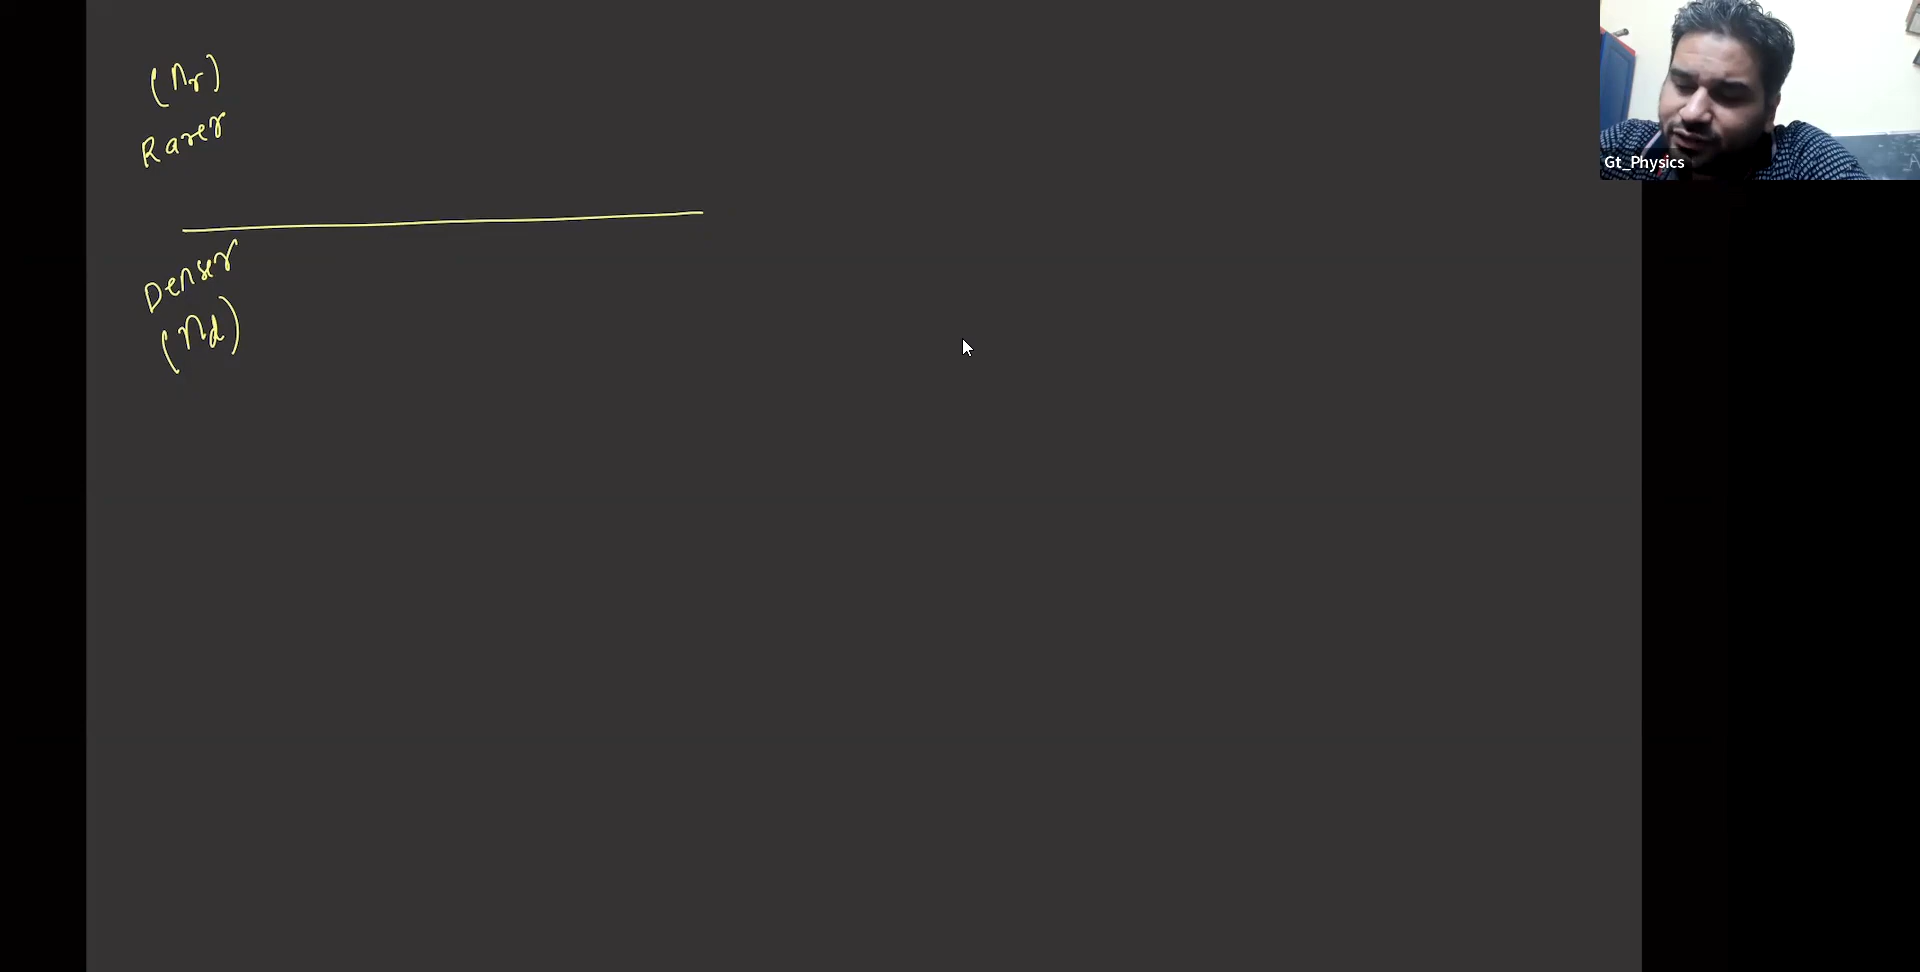 (nr)
Rarer
Denser
(nd)
Gt_Physics